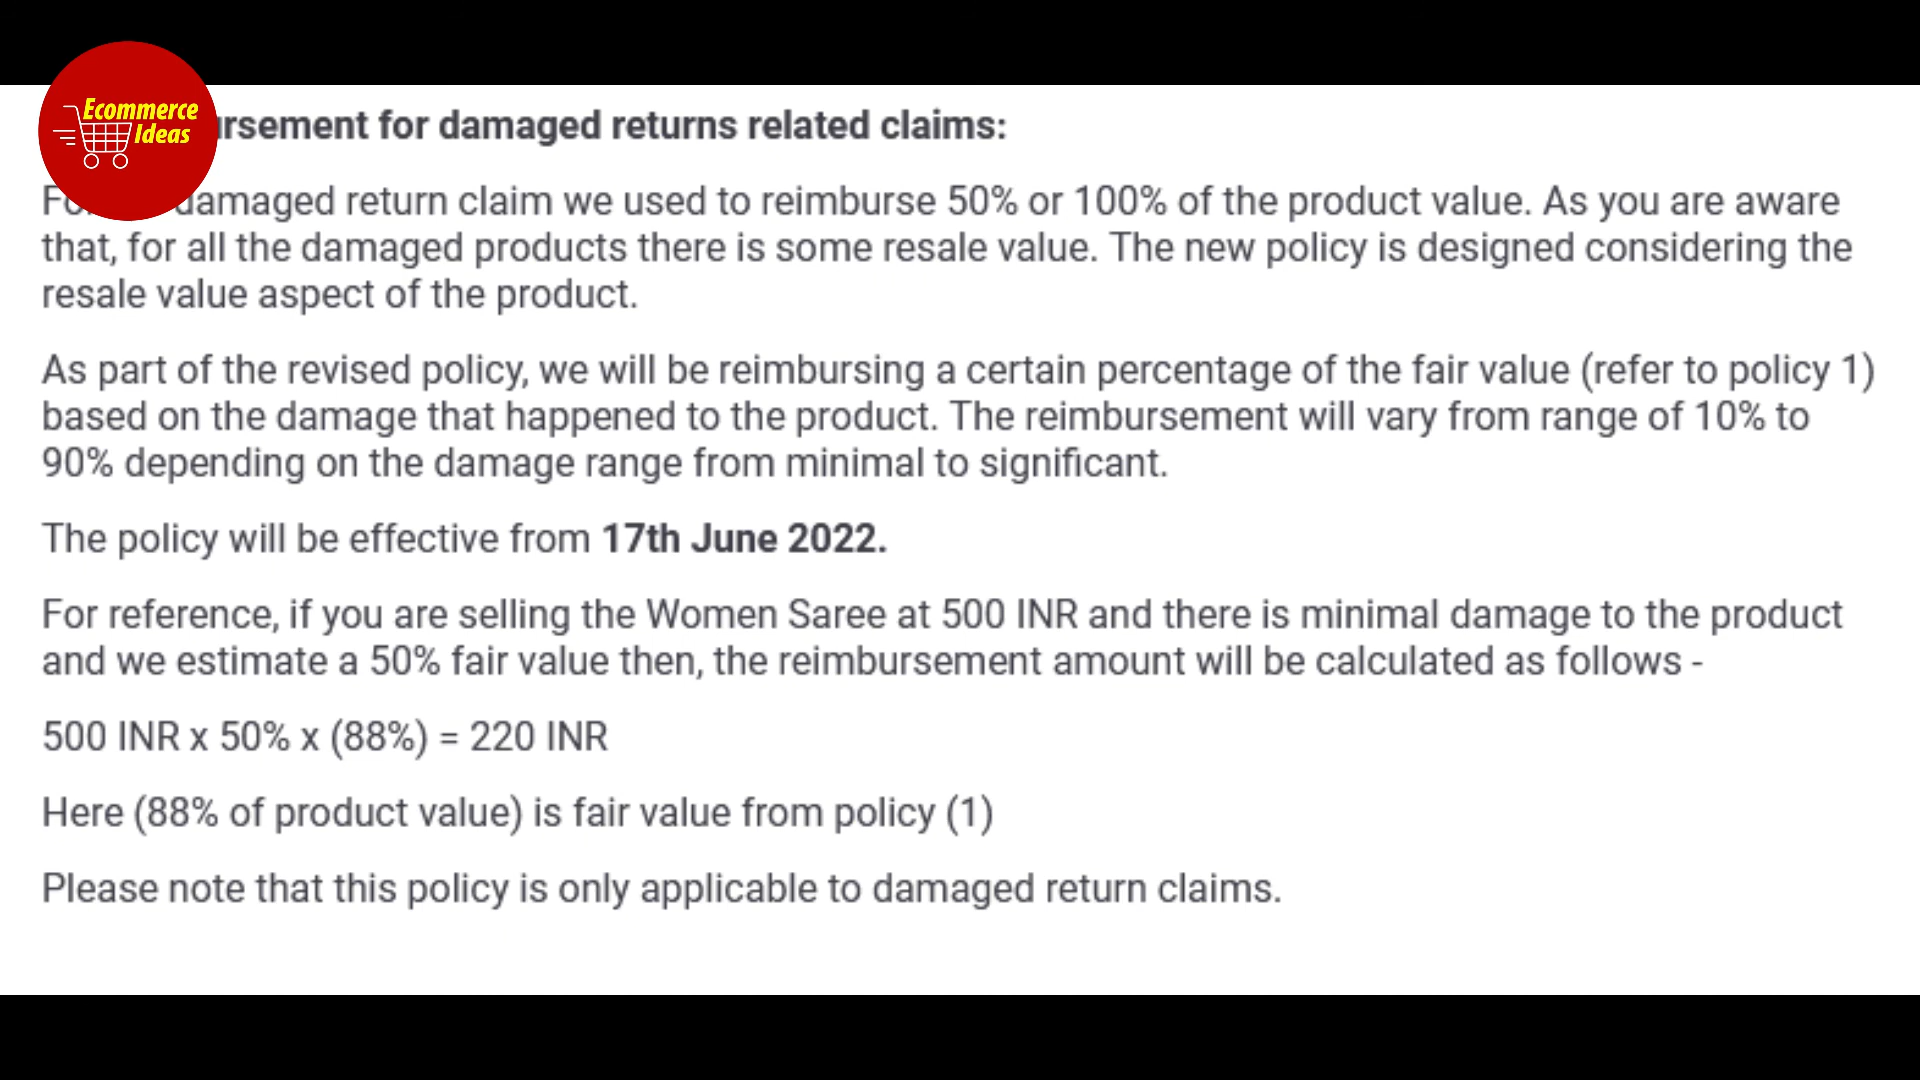 Ecommerce
Ideas
rsement for damaged returns related claims:
damaged return claim we used to reimburse 50% or 100% of the product value. As you are aware
that, for all the damaged products there is some resale value. The new policy is designed considering the
resale value aspect of the product.
As part of the revised policy, we will be reimbursing a certain percentage of the fair value (refer to policy 1)
based on the damage that happened to the product. The reimbursement will vary from range of 10% to
90% depending on the damage range from minimal to significant.
The policy will be effective from 17th June 2022.
For reference, if you are selling the Women Saree at 500 INR and there is minimal damage to the product
and we estimate a 50% fair value then, the reimbursement amount will be calculated as follows -
500 INR x 50% x (88%) = 220 INR
Here (88% of product value) is fair value from policy (1)
Please note that this policy is only applicable to damaged return claims.